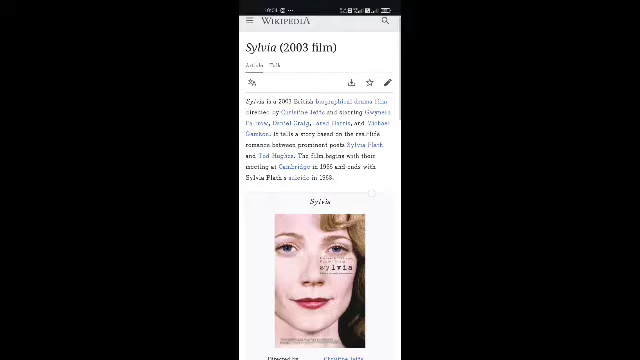 10:04
WIKIPEDIA
Sylvia (2003 film)
Article Talk
Sylvia is a 2003 British biographical drama film
directed by Christine Jeffs and starring Gwyneth
Paltrow, Daniel Craig, Jared Harris, and Michael
Gambon. It tells a story based on the real-life
romance between prominent poets Sylvia Plath
and Ted Hughes. The film begins with their
meeting at Cambridge in 1956 and ends with
Sylvia Plath's suicide in 1963.
Sylvia
sylvia
Directed by Christine Jeffs